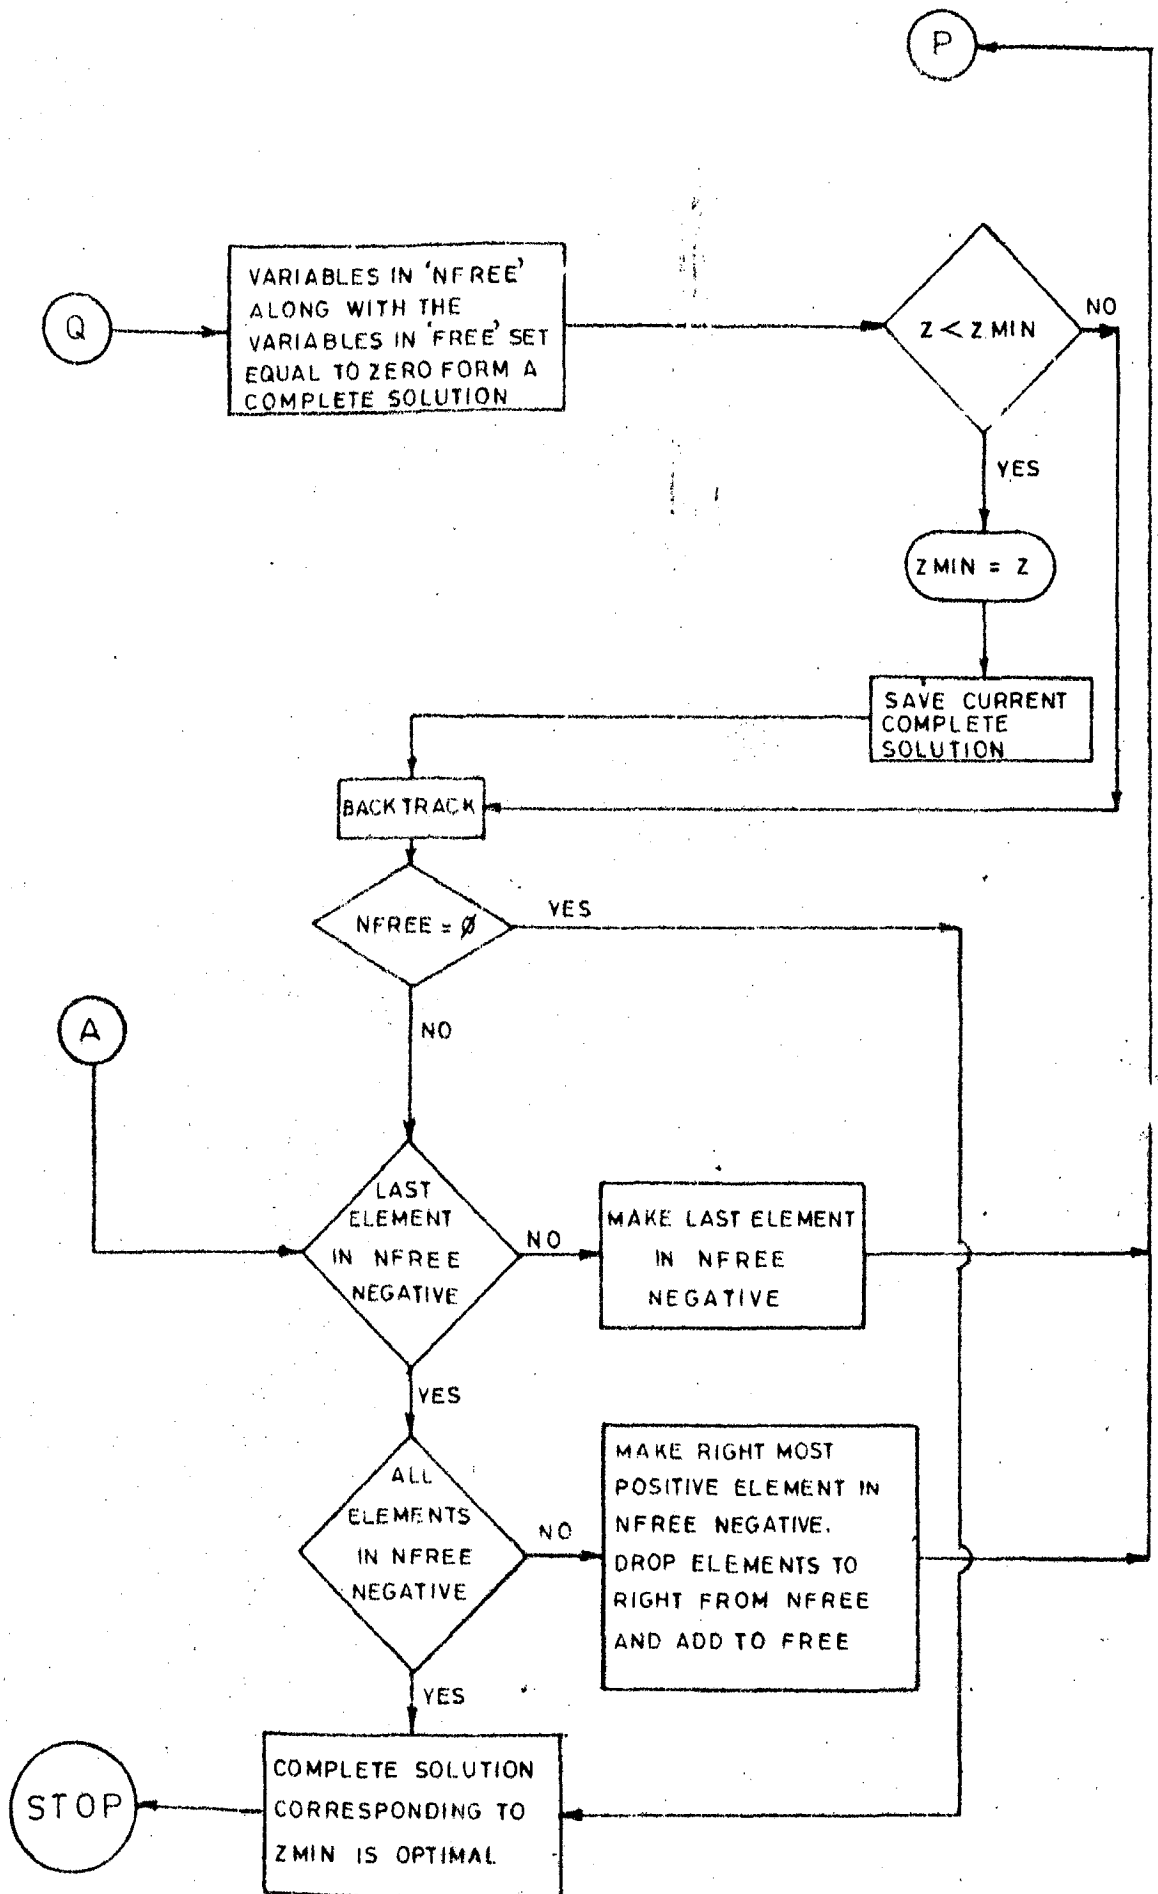 P
Q
VARIABLES IN 'NFREE'
ALONG WITH THE
VARIABLES IN 'FREE' SET
EQUAL TO ZERO FORM A
COMPLETE SOLUTION
Z < Z MIN
NO
YES
Z MIN = Z
SAVE CURRENT
COMPLETE
SOLUTION
BACKTRACK
NFREE = Ø
YES
NO
A
LAST
ELEMENT
IN NFREE
NEGATIVE
NO
MAKE LAST ELEMENT
IN NFREE
NEGATIVE
YES
ALL
ELEMENTS
IN NFREE
NEGATIVE
NO
MAKE RIGHT MOST
POSITIVE ELEMENT IN
NFREE NEGATIVE.
DROP ELEMENTS TO
RIGHT FROM NFREE
AND ADD TO FREE
YES
COMPLETE SOLUTION
CORRESPONDING TO
Z MIN IS OPTIMAL
STOP